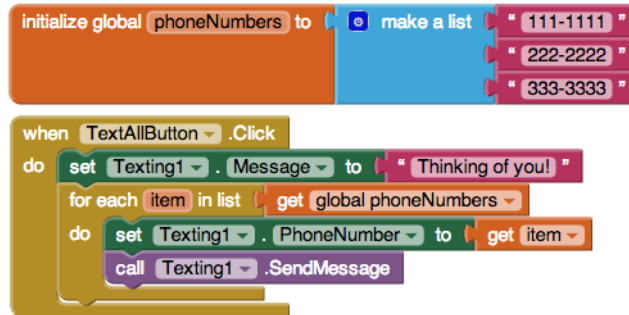 initialize global phoneNumbers to make a list " 111-1111 "
" 222-2222 "
" 333-3333 "
when TextAllButton .Click
do set Texting1 . Message to " Thinking of you! "
for each item in list get global phoneNumbers
do set Texting1 . PhoneNumber to get item
call Texting1 .SendMessage